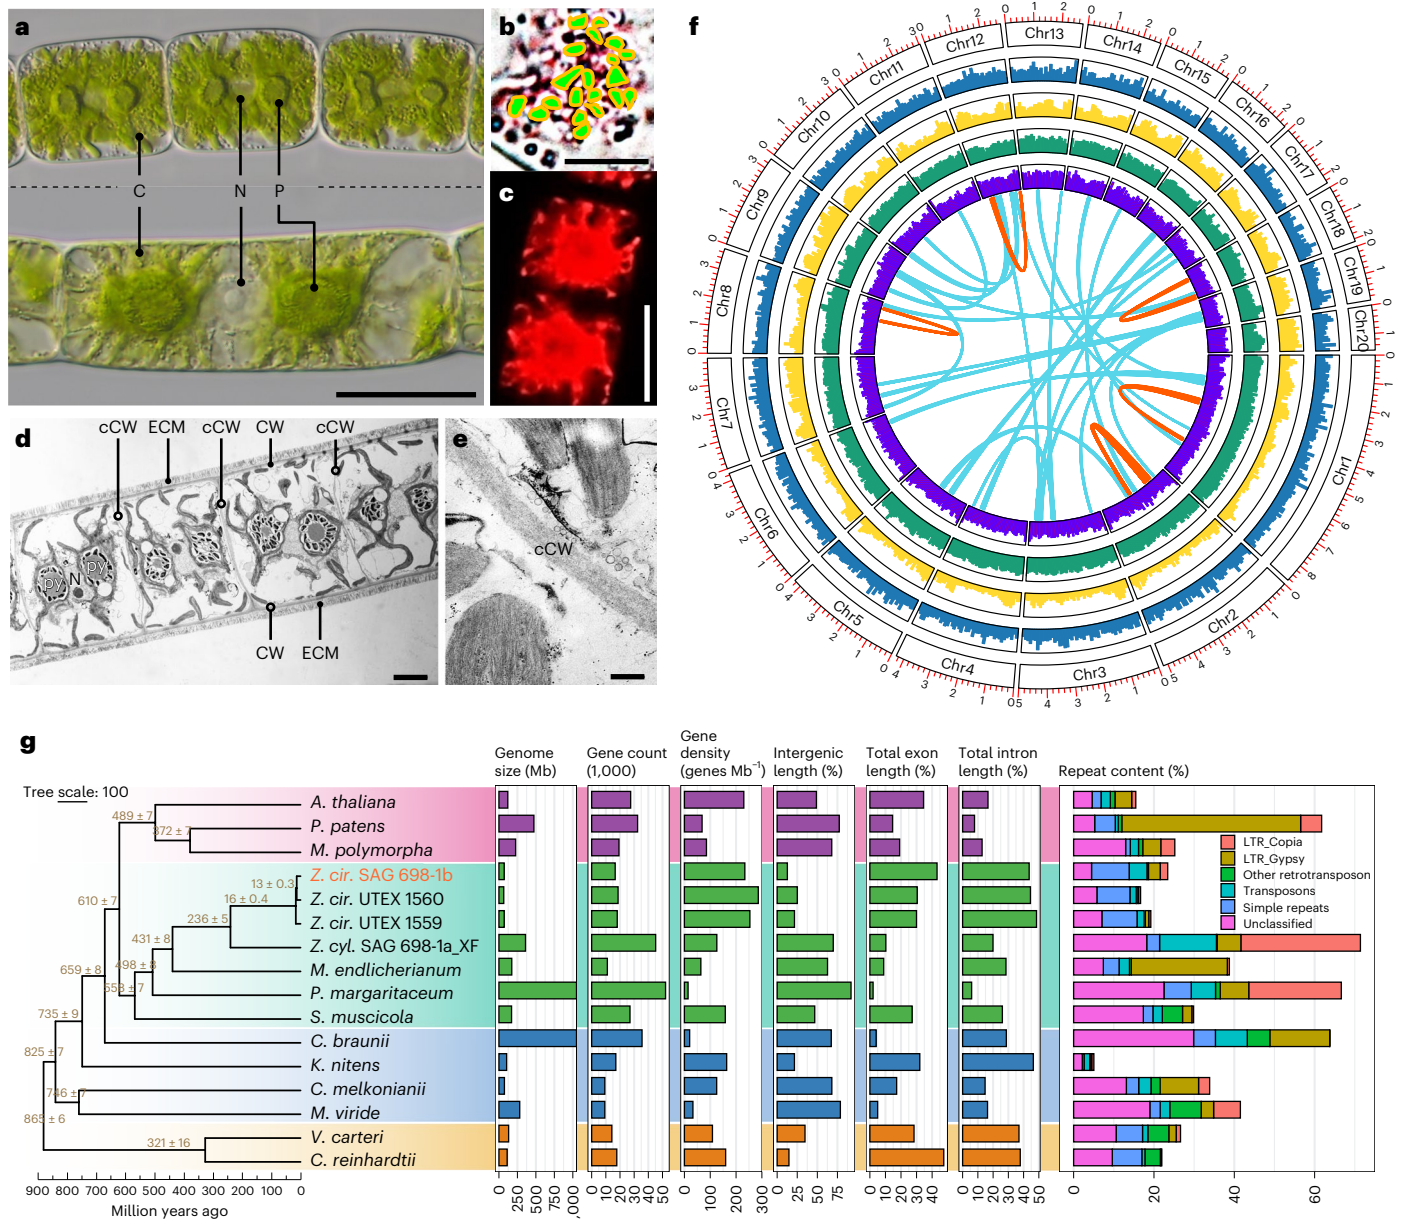 a
C
N
P
b
c
d
cCW
ECM
cCW
CW
cCW
py
N
py
CW
ECM
e
cCW
f
Chr1
Chr2
Chr3
Chr4
Chr5
Chr6
Chr7
Chr8
Chr9
Chr10
Chr11
Chr12
Chr13
Chr14
Chr15
Chr16
Chr17
Chr18
Chr19
Chr20
g
Tree scale: 100
Genome size (Mb)
Gene count (1,000)
Gene density (genes Mb⁻¹)
Intergenic length (%)
Total exon length (%)
Total intron length (%)
Repeat content (%)
A. thaliana
P. patens
M. polymorpha
Z. cir. SAG 698-1b
Z. cir. UTEX 1560
Z. cir. UTEX 1559
Z. cyl. SAG 698-1a_XF
M. endlicherianum
P. margaritaceum
S. muscicola
C. braunii
K. nitens
C. melkonianii
M. viride
V. carteri
C. reinhardtii
489 ± 7
372 ± 7
13 ± 0.3
16 ± 0.4
610 ± 7
236 ± 5
431 ± 8
498 ± 8
659 ± 8
553 ± 7
735 ± 9
825 ± 7
746 ± 7
865 ± 6
321 ± 16
LTR_Copia
LTR_Gypsy
Other retrotransposon
Transposons
Simple repeats
Unclassified
900 750 600 500 400 300 200 100 0
Million years ago
0 250 500 750
0 10 20 30 40 50
0 100 200 300
0 25 50 75
0 10 20 30 40
0 10 20 30 40 50
0 20 40 60